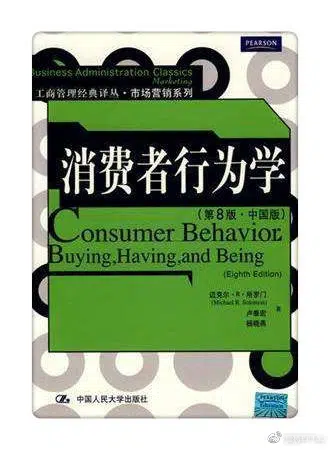 PEARSON
Business Administration Classics
Marketing
工商管理经典译丛·市场营销系列
消费者行为学
(第8版·中国版)
Consumer Behavior
Buying, Having, and Being
(Eighth Edition)
迈克尔·R·所罗门
(Michael R. Solomon)
卢泰宏
杨晓燕
著
PEARSON
Education
中国人民大学出版社